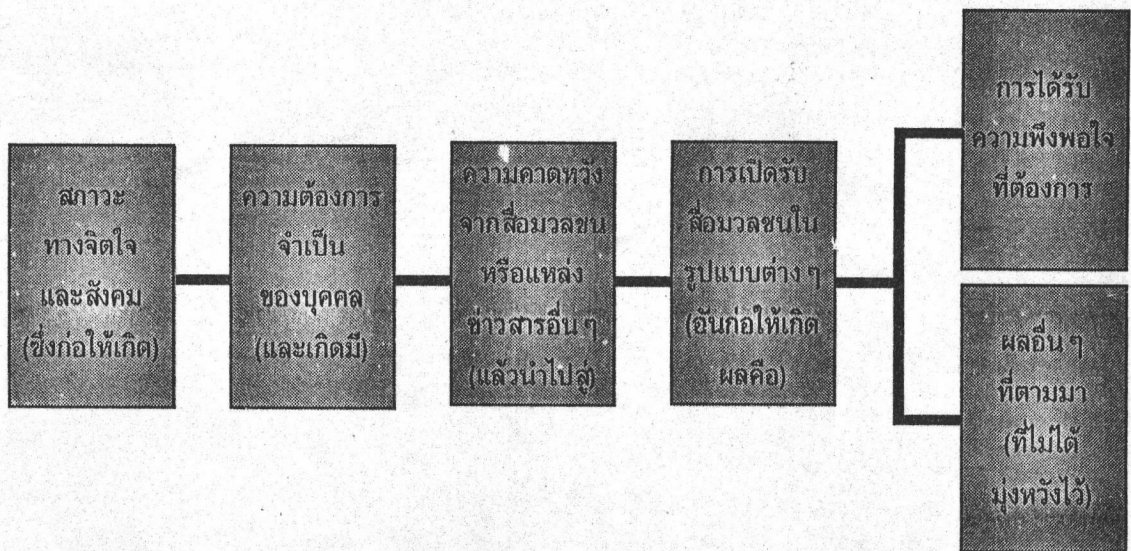 สภาวะ
ทางจิตใจ
และสังคม
(ซึ่งก่อให้เกิด)
ความต้องการ
จำเป็น
ของบุคคล
(และเกิดมี)
ความคาดหวัง
จากสื่อมวลชน
หรือแหล่ง
ข่าวสารอื่น ๆ
(แล้วนำไปสู่)
การเปิดรับ
สื่อมวลชนใน
รูปแบบต่าง ๆ
(อันก่อให้เกิด
ผลคือ)
การได้รับ
ความพึงพอใจ
ที่ต้องการ
ผลอื่น ๆ
ที่ตามมา
(ที่ไม่ได้
มุ่งหวังไว้)